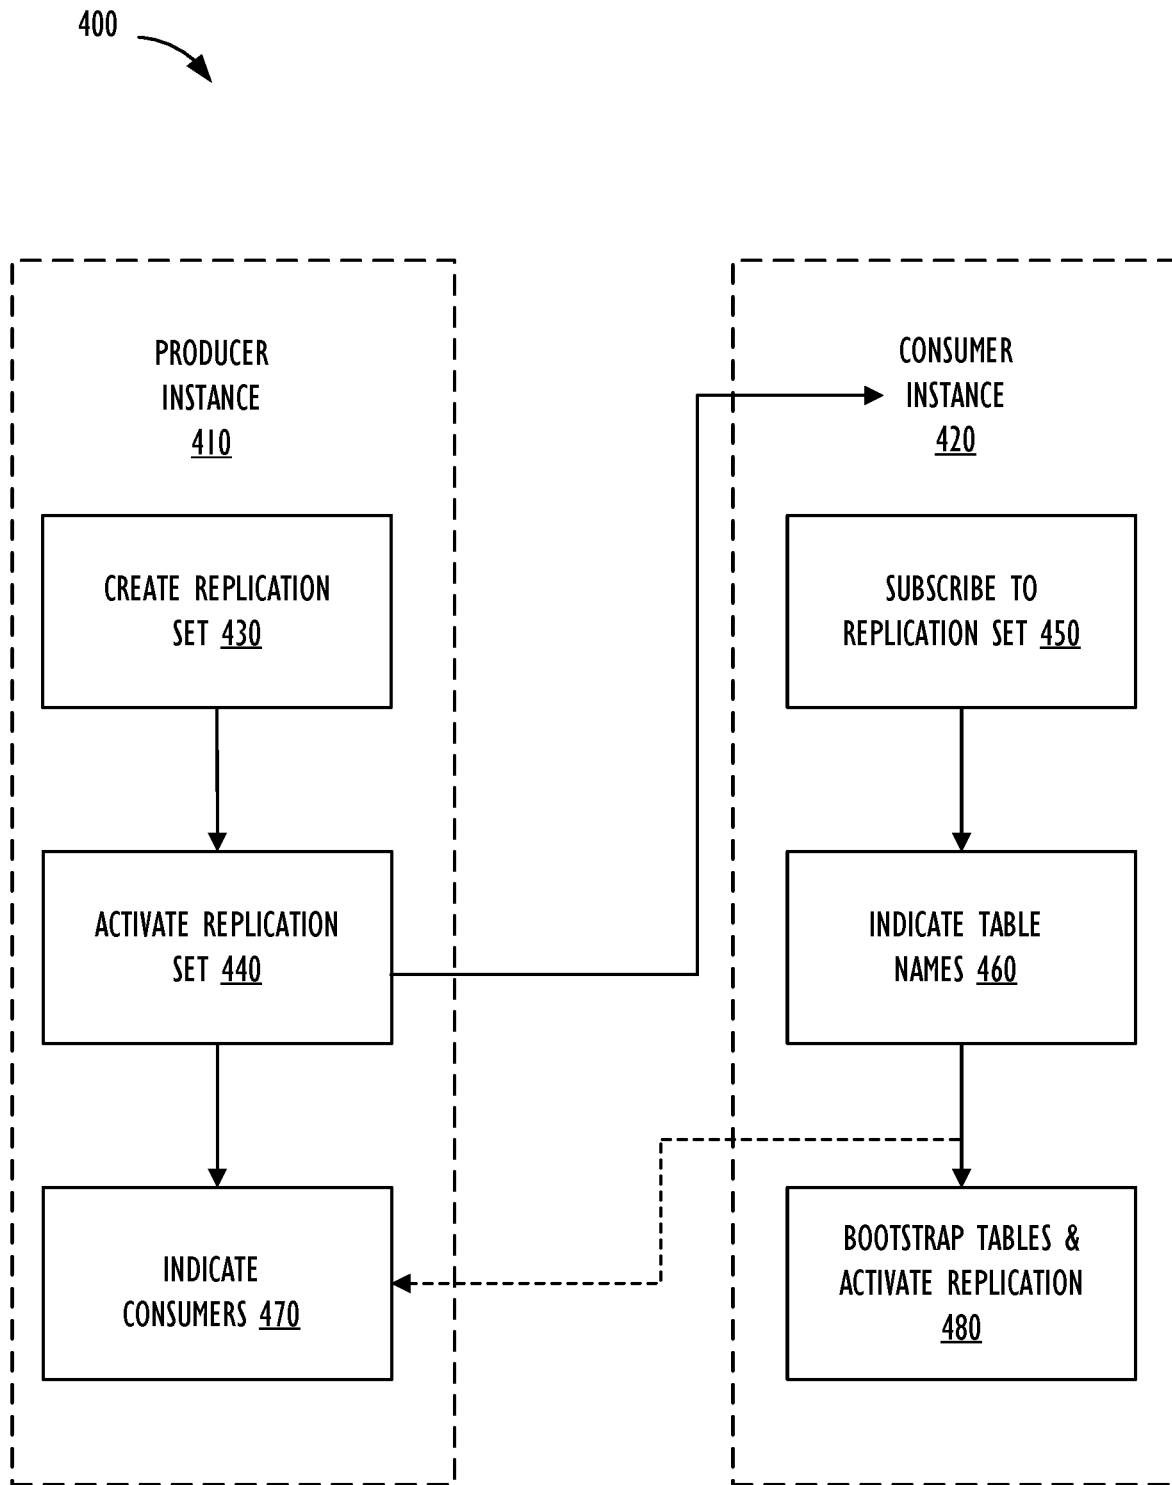 400
PRODUCER
INSTANCE
410
CREATE REPLICATION
SET 430
ACTIVATE REPLICATION
SET 440
INDICATE
CONSUMERS 470
CONSUMER
INSTANCE
420
SUBSCRIBE TO
REPLICATION SET 450
INDICATE TABLE
NAMES 460
BOOTSTRAP TABLES &
ACTIVATE REPLICATION
480